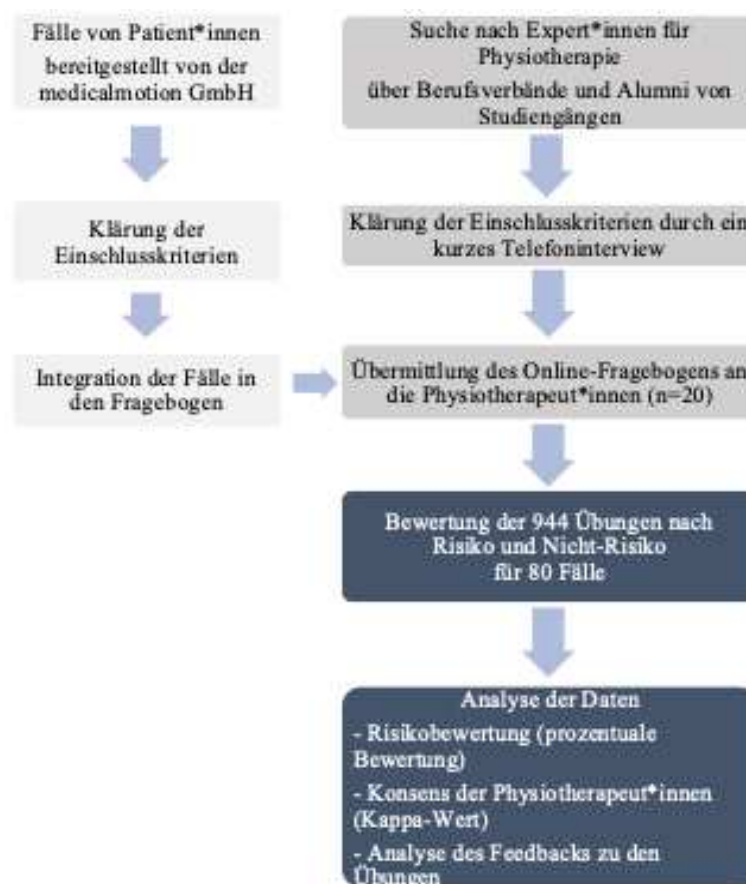 Fälle von Patient*innen
bereitgestellt von der
medicalmotion GmbH
Klärung der
Einschlusskriterien
Integration der Fälle in
den Fragebogen
Suche nach Expert*innen für
Physiotherapie
über Berufsverbände und Alumni von
Studiengängen
Klärung der Einschlusskriterien durch ein
kurzes Telefoninterview
Übermittlung des Online-Fragebogens an
die Physiotherapeut*innen (n=20)
Bewertung der 944 Übungen nach
Risiko und Nicht-Risiko
für 80 Fälle
Analyse der Daten
- Risikobewertung (prozentuale
Bewertung)
- Konsens der Physiotherapeut*innen
(Kappa-Wert)
- Analyse des Feedbacks zu den
Übungen